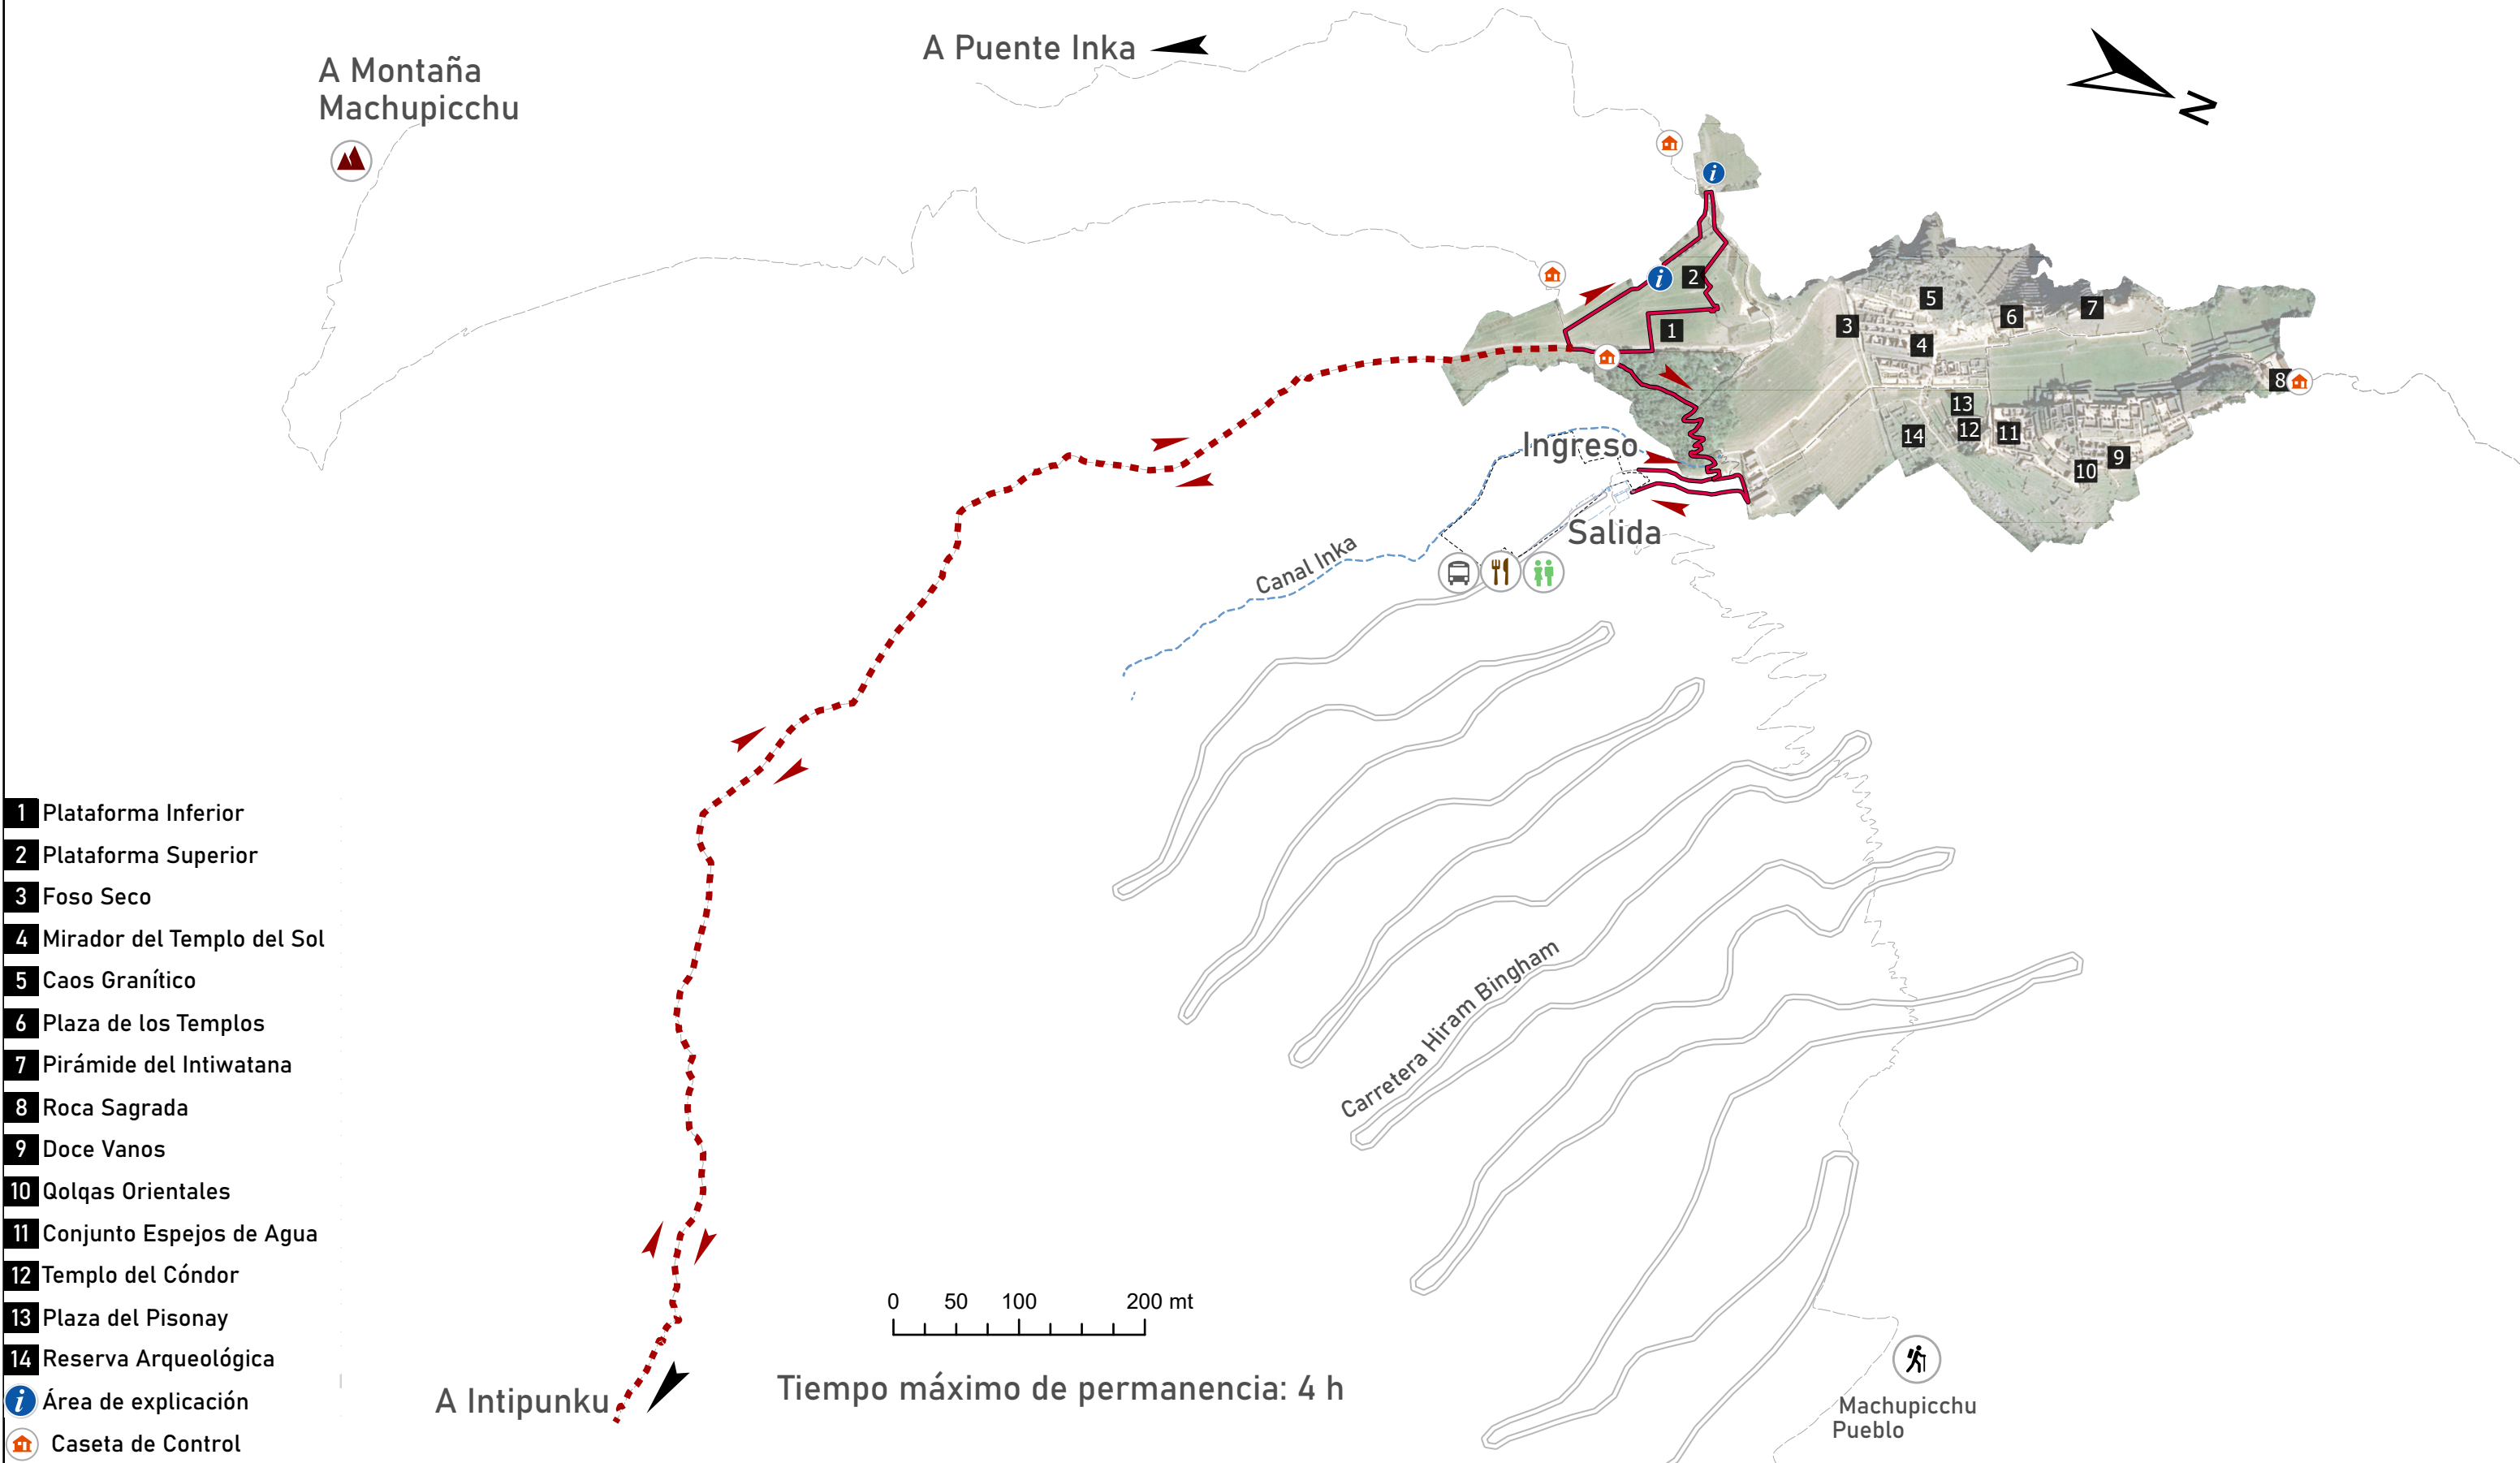 A Puente Inka
A Montaña
Machupicchu
N
i
i
2
1
3
5
4
6
7
8
13
12
14
11
10
9
Ingreso
Salida
Canal Inka
Carretera Hiram Bingham
1 Plataforma Inferior
2 Plataforma Superior
3 Foso Seco
4 Mirador del Templo del Sol
5 Caos Granítico
6 Plaza de los Templos
7 Pirámide del Intiwatana
8 Roca Sagrada
9 Doce Vanos
10 Qolqas Orientales
11 Conjunto Espejos de Agua
12 Templo del Cóndor
13 Plaza del Pisonay
14 Reserva Arqueológica
i Área de explicación
Caseta de Control
A Intipunku
0 50 100 200 mt
Tiempo máximo de permanencia: 4 h
Machupicchu
Pueblo